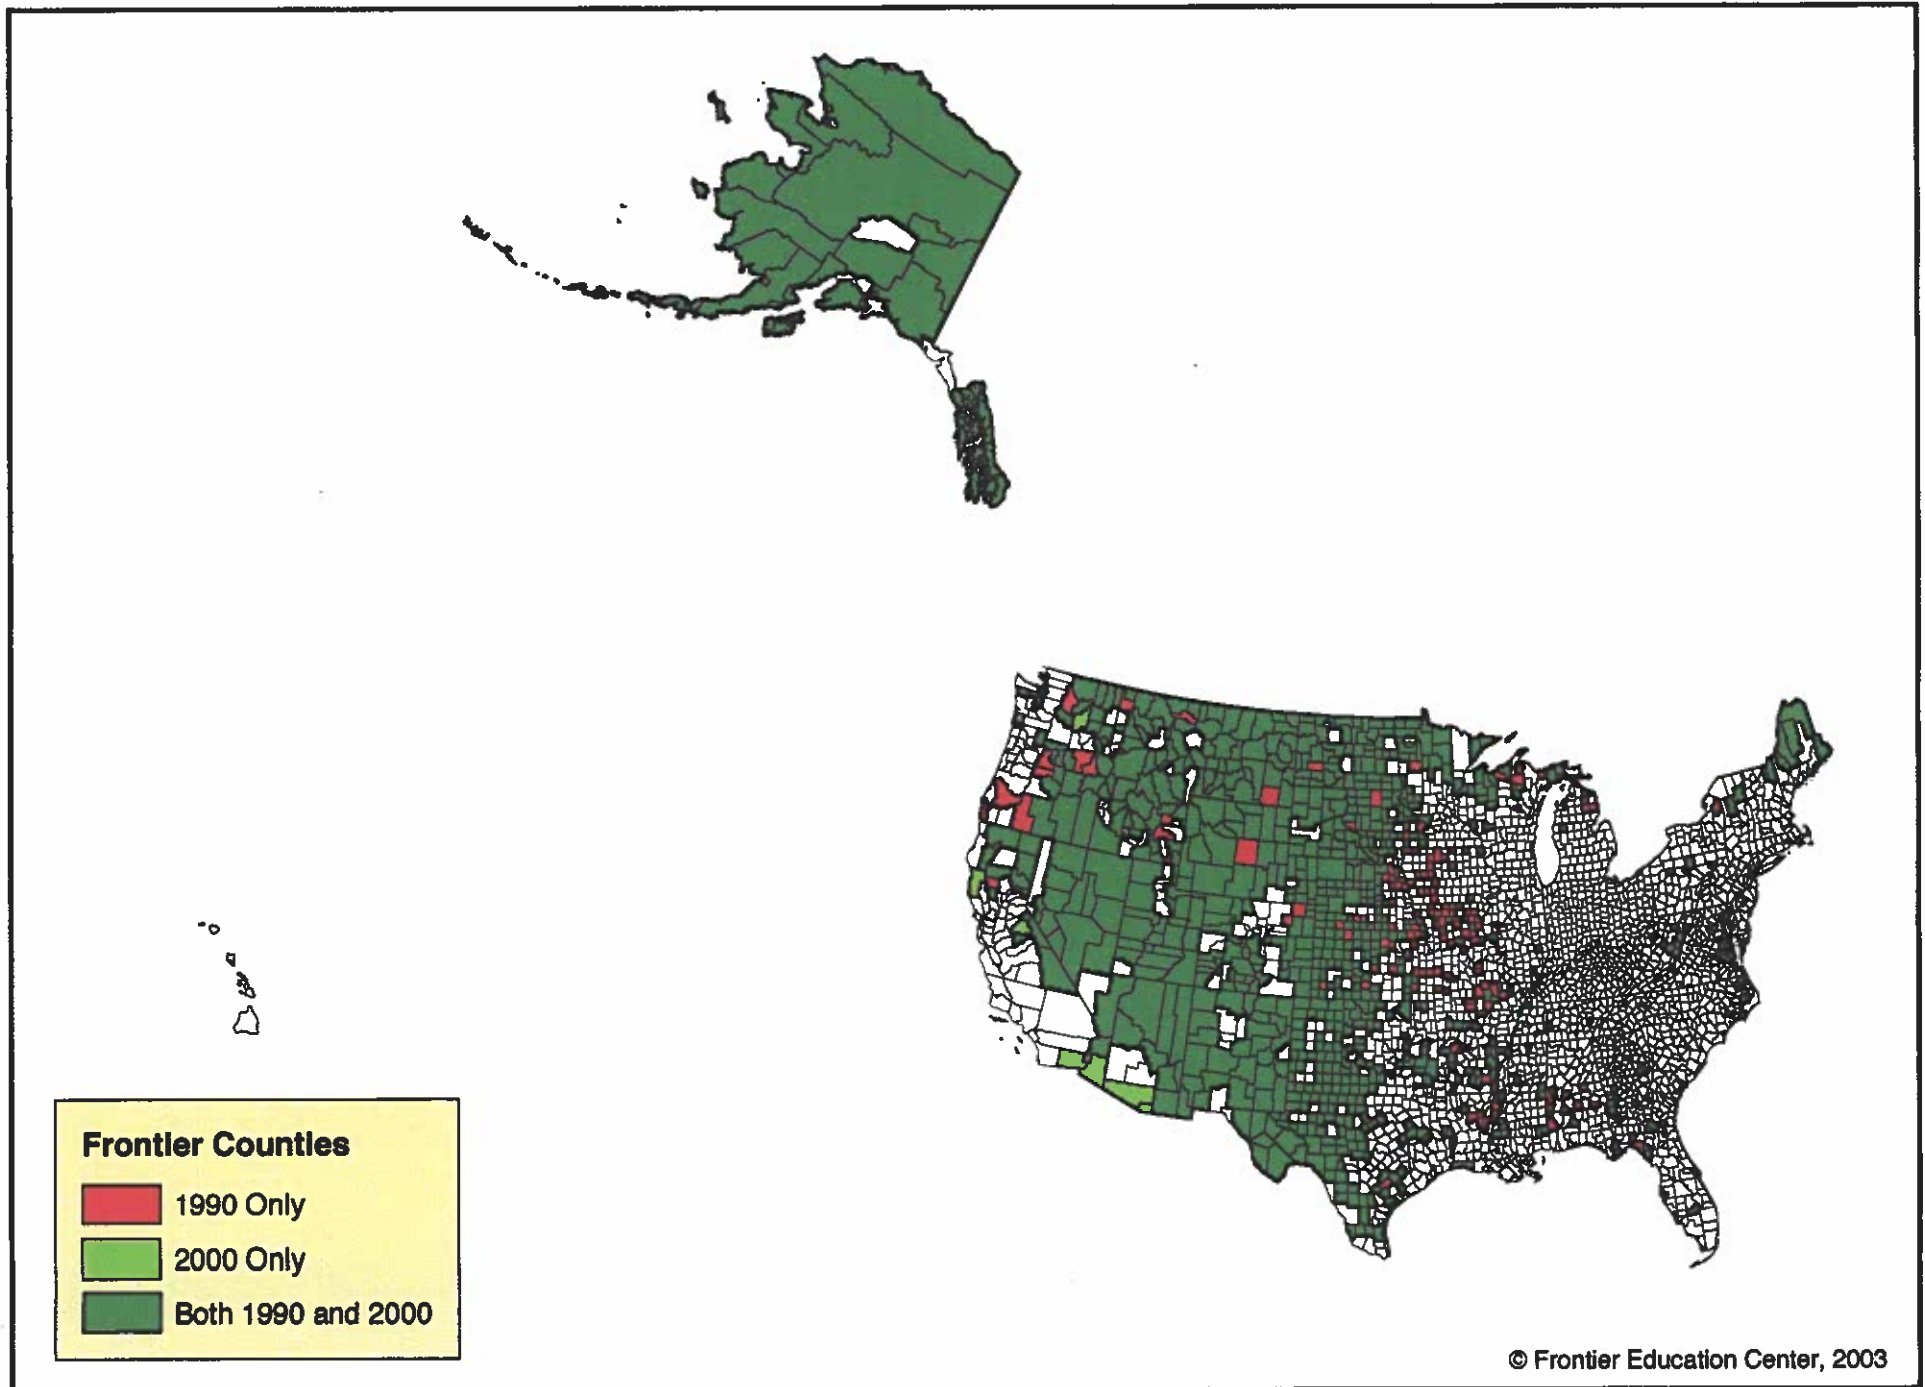 Frontier Counties
1990 Only
2000 Only
Both 1990 and 2000
© Frontier Education Center, 2003